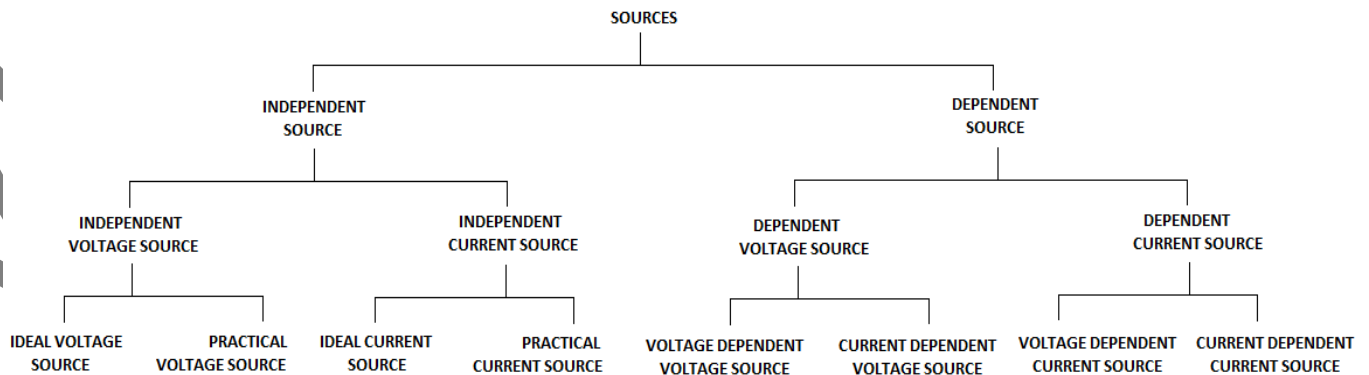 SOURCES
INDEPENDENT
SOURCE
DEPENDENT
SOURCE
INDEPENDENT
VOLTAGE SOURCE
INDEPENDENT
CURRENT SOURCE
DEPENDENT
VOLTAGE SOURCE
DEPENDENT
CURRENT SOURCE
IDEAL VOLTAGE
SOURCE
PRACTICAL
VOLTAGE SOURCE
IDEAL CURRENT
SOURCE
PRACTICAL
CURRENT SOURCE
VOLTAGE DEPENDENT
VOLTAGE SOURCE
CURRENT DEPENDENT
VOLTAGE SOURCE
VOLTAGE DEPENDENT
CURRENT SOURCE
CURRENT DEPENDENT
CURRENT SOURCE